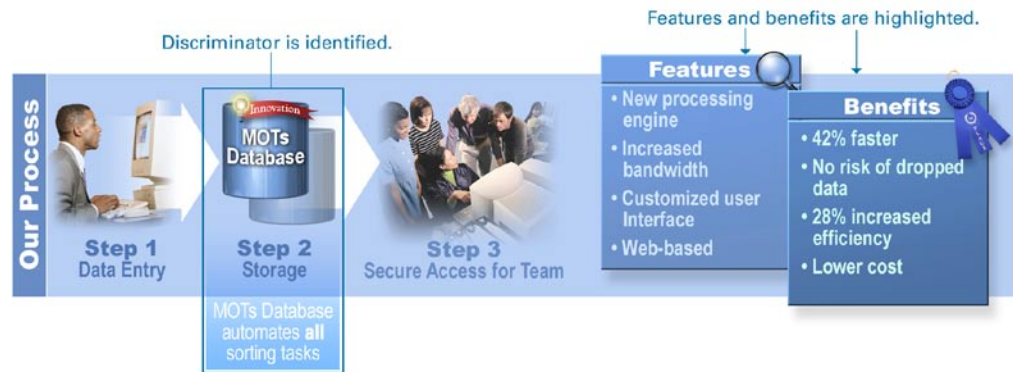 Features and benefits are highlighted.
Discriminator is identified.
Our Process
Innovation
MOTs
Database
Step 1
Data Entry
Step 2
Storage
MOTs Database
automates all
sorting tasks
Step 3
Secure Access for Team
Features
• New processing
engine
• Increased
bandwidth
• Customized user
Interface
• Web-based
Benefits
• 42% faster
• No risk of dropped
data
• 28% increased
efficiency
• Lower cost